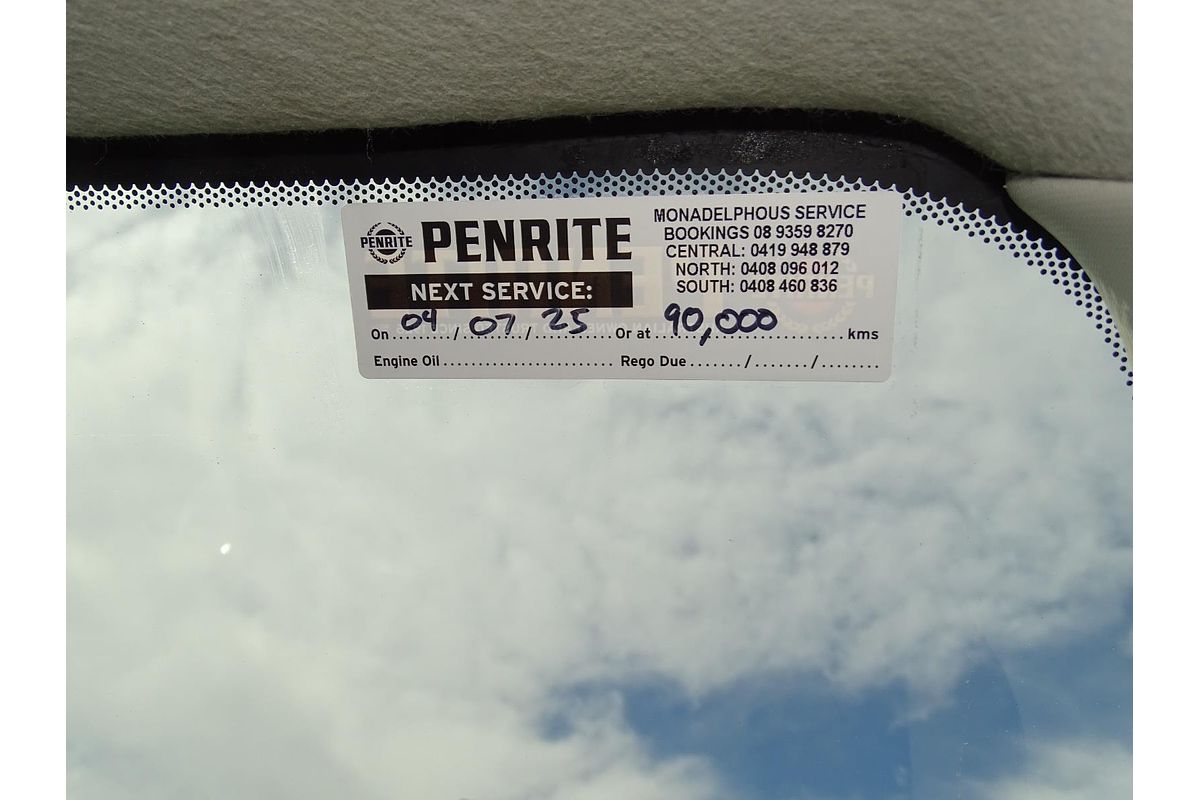 PENRITE PENRITE
NEXT SERVICE:
MONADELPHOUS SERVICE
BOOKINGS 08 9359 8270
CENTRAL: 0419 948 879
NORTH: 0408 096 012
SOUTH: 0408 460 836
On 04 / 07 / 25 Or at 90,000 kms
Engine Oil ...................... Rego Due ......./......./........